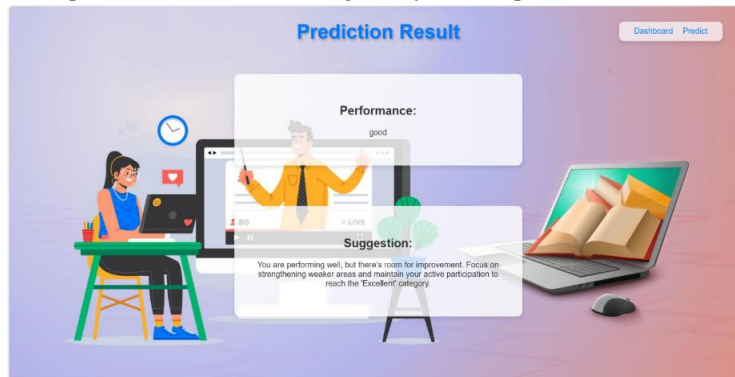 Prediction Result
Dashboard Predict
Performance:
good
80
LIVE
Suggestion:
You are performing well, but there's room for improvement. Focus on
strengthening weaker areas and maintain your active participation to
reach the 'Excellent' category.